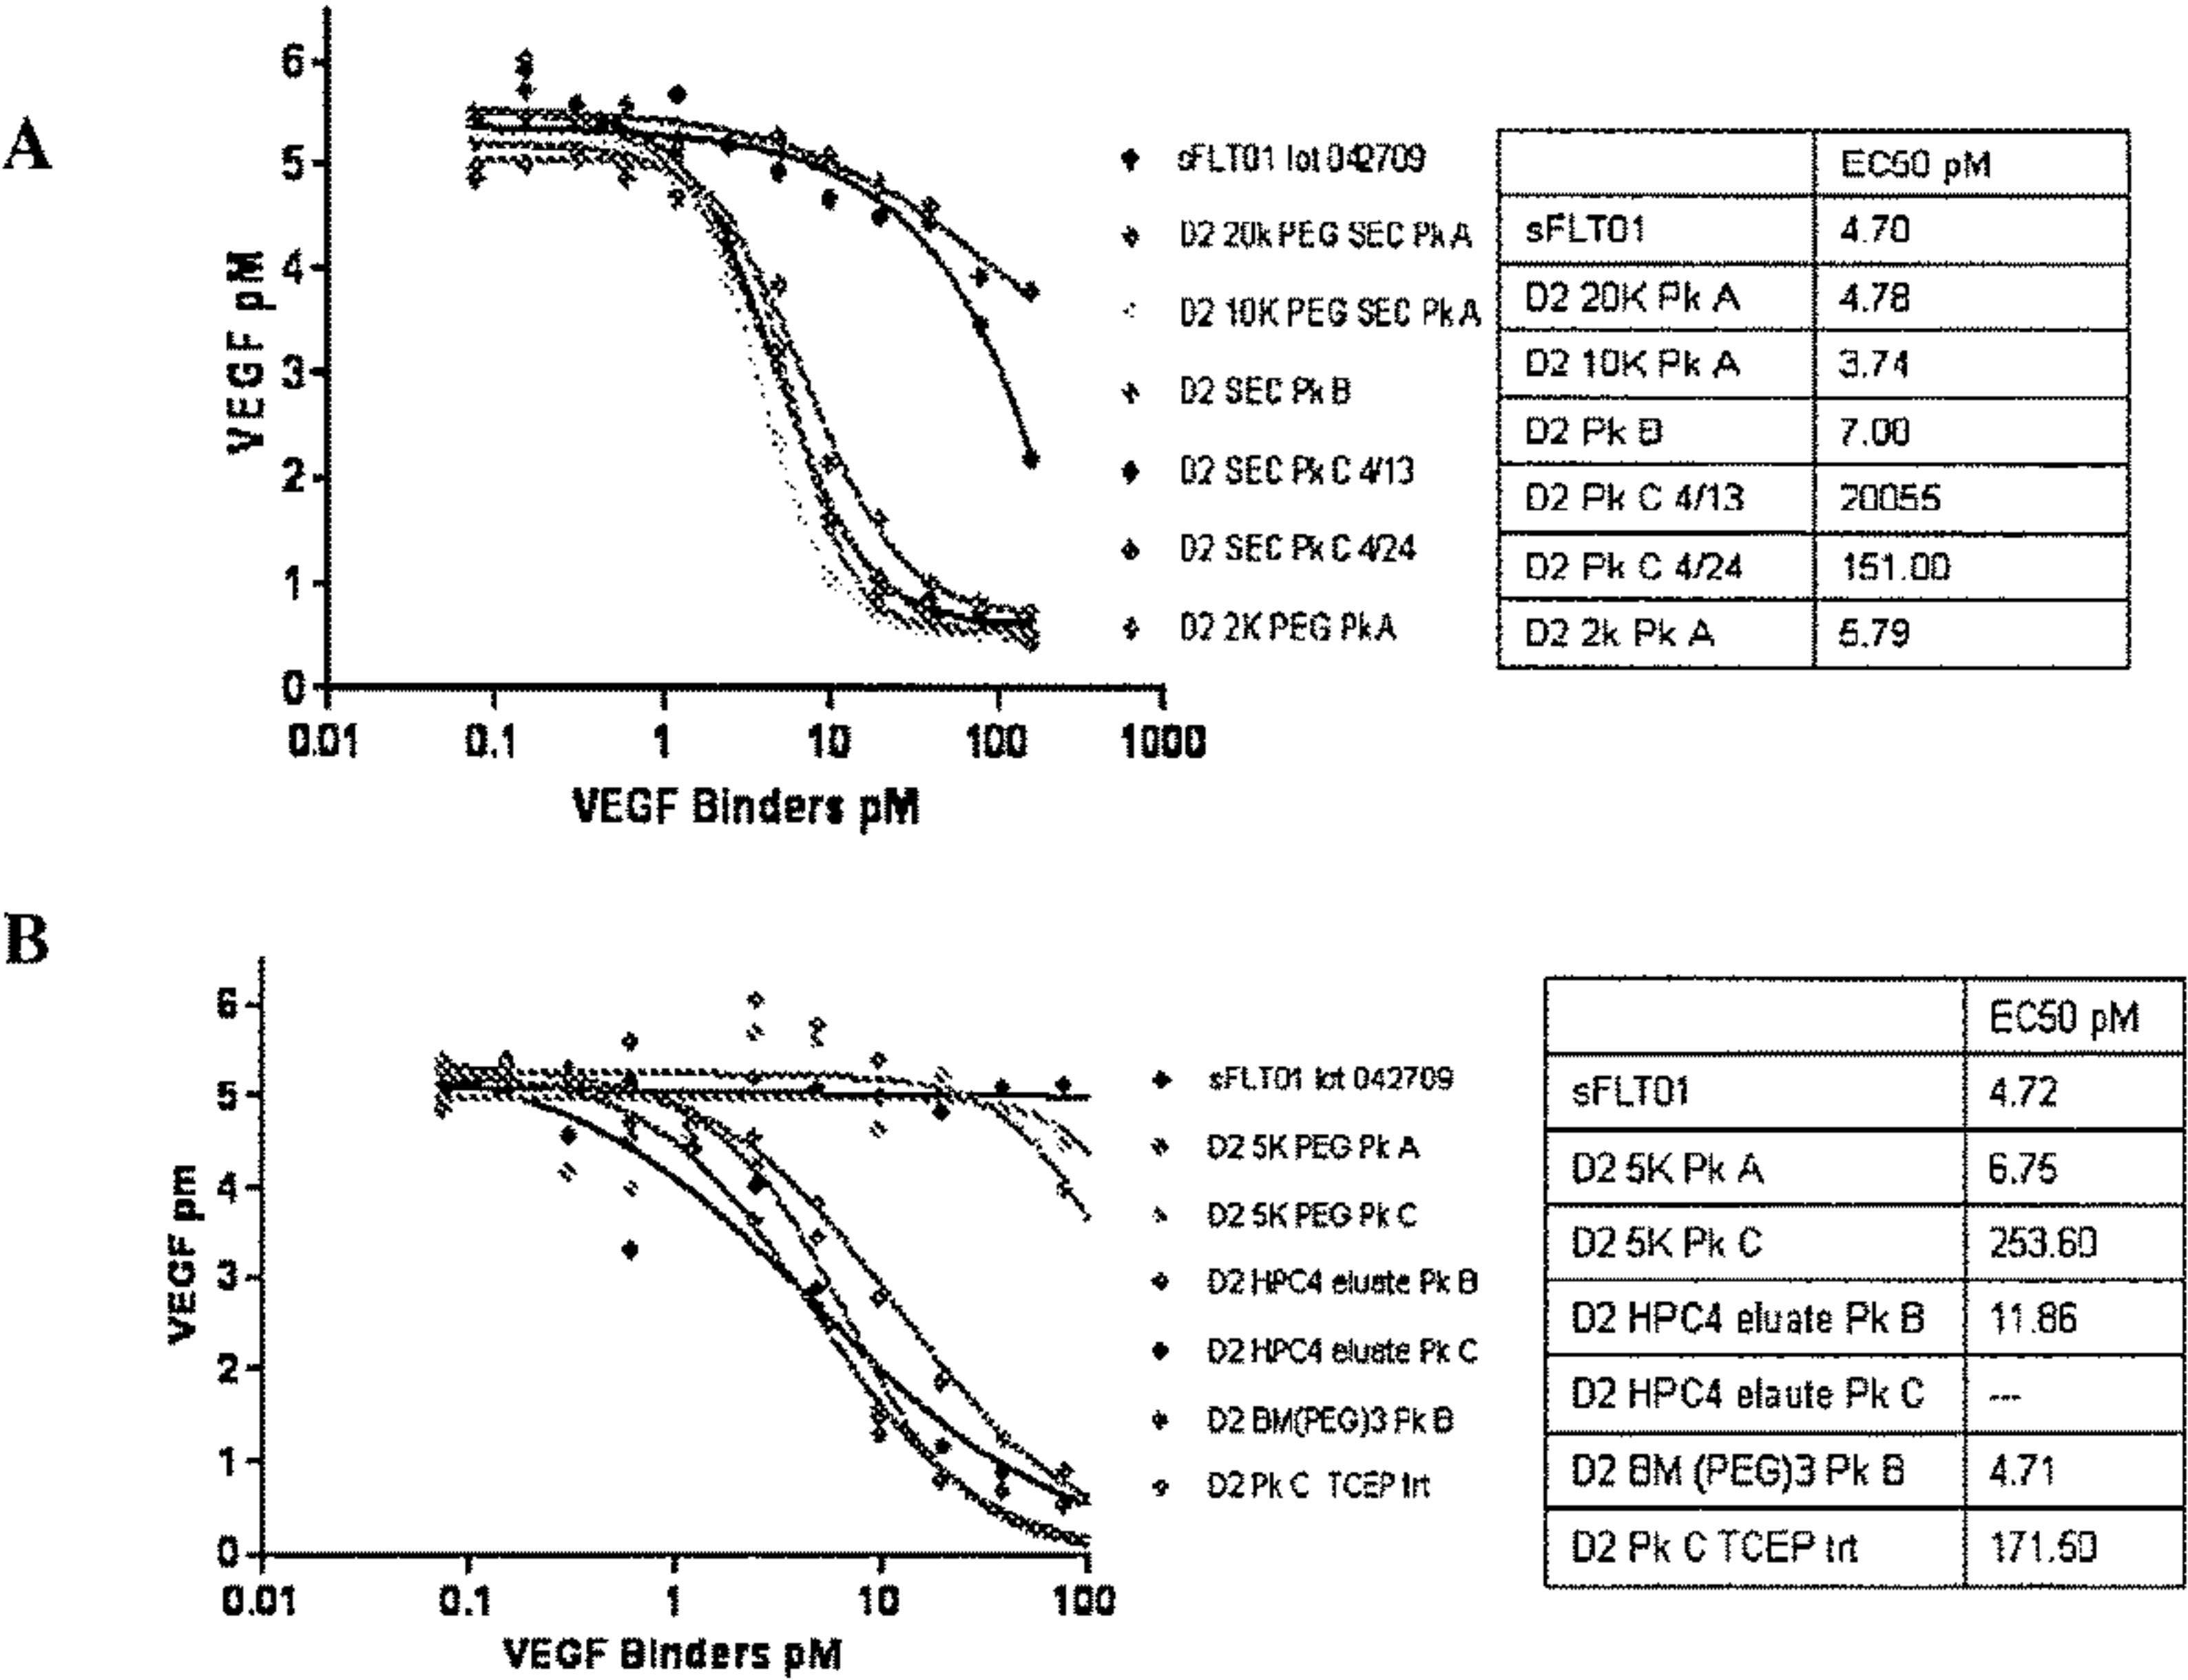 A
6
5
4
3
2
1
0
VEGF pM
0.01 0.1 1 10 100 1000
VEGF Binders pM
sFLT01 lot 042709
D2 20k PEG SEC Pk A
D2 10K PEG SEC Pk A
D2 SEC Pk B
D2 SEC Pk C 4/13
D2 SEC Pk C 4/24
D2 2K PEG Pk A
EC50 pM
sFLT01 4.70
D2 20K Pk A 4.78
D2 10K Pk A 3.74
D2 Pk B 7.00
D2 Pk C 4/13 20055
D2 Pk C 4/24 151.00
D2 2k Pk A 5.79
B
6
5
4
3
2
1
0
VEGF pm
0.01 0.1 1 10 100
VEGF Binders pM
sFLT01 lot 042709
D2 5K PEG Pk A
D2 5K PEG Pk C
D2 HPC4 eluate Pk B
D2 HPC4 eluate Pk C
D2 BM(PEG)3 Pk B
D2 Pk C TCEP trt
EC50 pM
sFLT01 4.72
D2 5K Pk A 6.75
D2 5K Pk C 253.60
D2 HPC4 eluate Pk B 11.86
D2 HPC4 elaute Pk C ---
D2 BM (PEG)3 Pk B 4.71
D2 Pk C TCEP trt 171.50